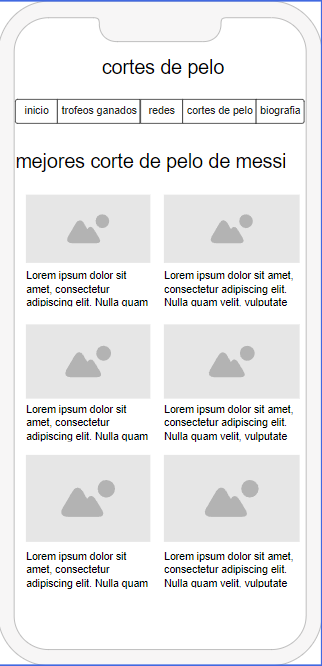 cortes de pelo
inicio trofeos ganados redes cortes de pelo biografia
mejores corte de pelo de messi
Lorem ipsum dolor sit
amet, consectetur
adipiscing elit. Nulla quam
Lorem ipsum dolor sit amet,
consectetur adipiscing elit.
Nulla quam velit, vulputate
Lorem ipsum dolor sit
amet, consectetur
adipiscing elit. Nulla quam
Lorem ipsum dolor sit amet,
consectetur adipiscing elit.
Nulla quam velit, vulputate
Lorem ipsum dolor sit
amet, consectetur
adipiscing elit. Nulla quam
Lorem ipsum dolor sit amet,
consectetur adipiscing elit.
Nulla quam velit, vulputate